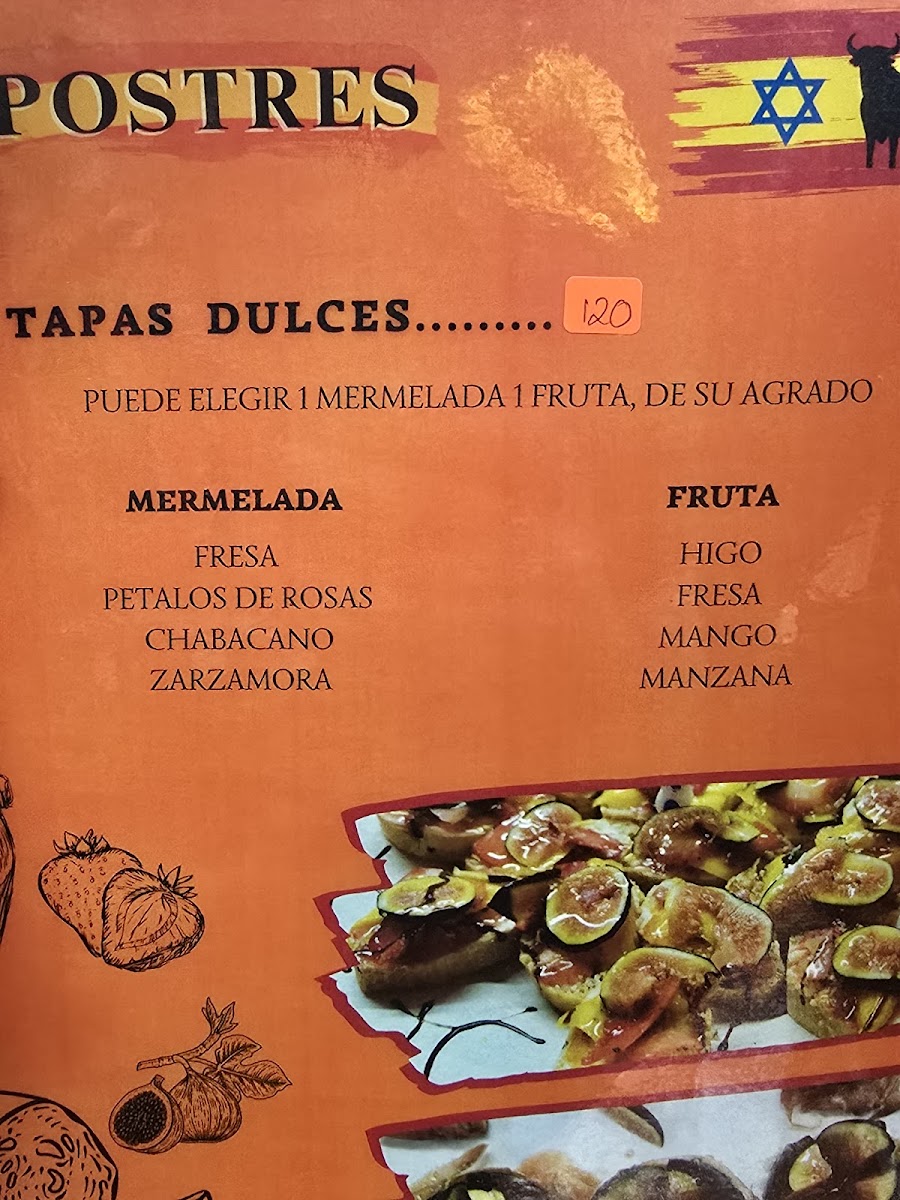 POSTRES
TAPAS DULCES......... 120
PUEDE ELEGIR 1 MERMELADA 1 FRUTA, DE SU AGRADO
MERMELADA
FRESA
PETALOS DE ROSAS
CHABACANO
ZARZAMORA
FRUTA
HIGO
FRESA
MANGO
MANZANA